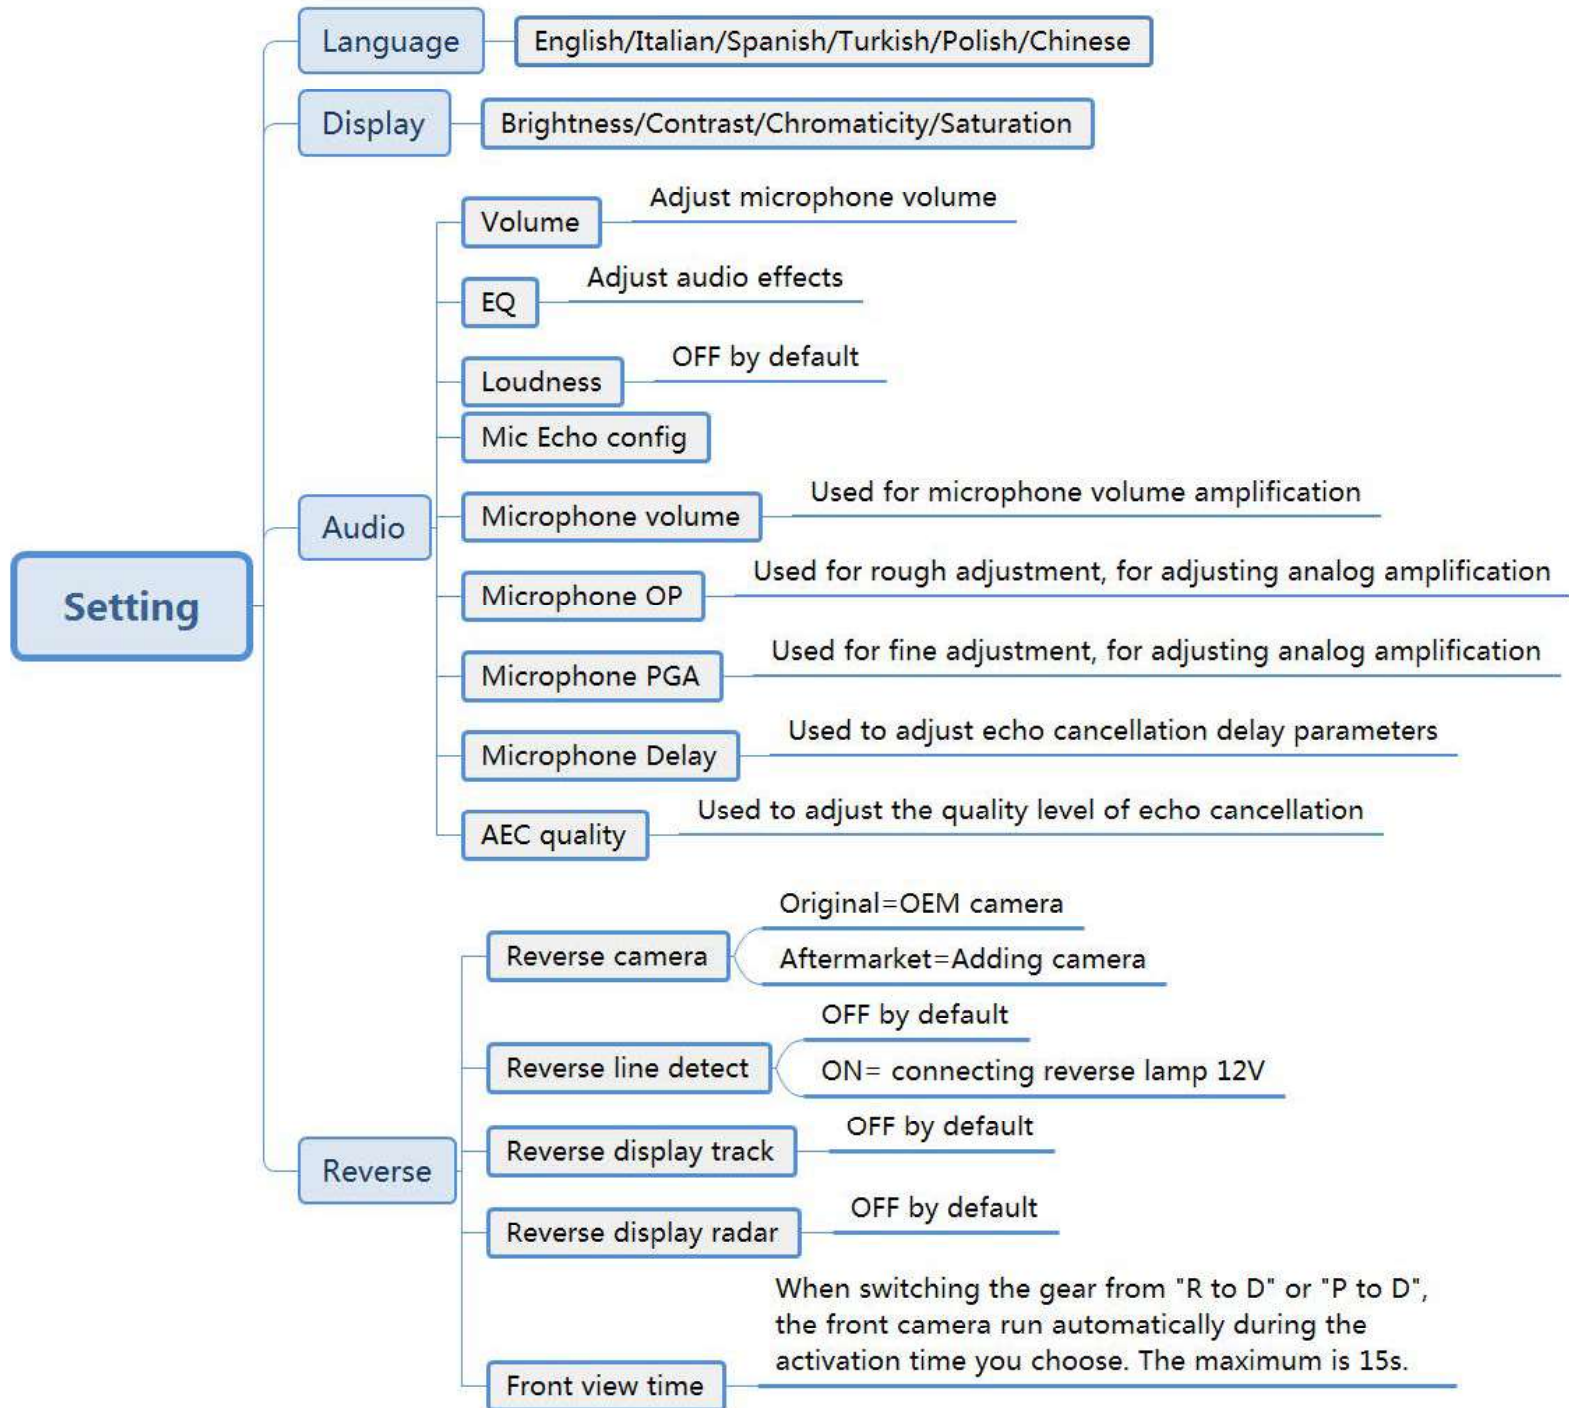 Setting
Language
English/Italian/Spanish/Turkish/Polish/Chinese
Display
Brightness/Contrast/Chromaticity/Saturation
Audio
Volume
Adjust microphone volume
EQ
Adjust audio effects
Loudness
OFF by default
Mic Echo config
Microphone volume
Used for microphone volume amplification
Microphone OP
Used for rough adjustment, for adjusting analog amplification
Microphone PGA
Used for fine adjustment, for adjusting analog amplification
Microphone Delay
Used to adjust echo cancellation delay parameters
AEC quality
Used to adjust the quality level of echo cancellation
Reverse
Reverse camera
Original=OEM camera
Aftermarket=Adding camera
Reverse line detect
OFF by default
ON= connecting reverse lamp 12V
Reverse display track
OFF by default
Reverse display radar
OFF by default
Front view time
When switching the gear from "R to D" or "P to D",
the front camera run automatically during the
activation time you choose. The maximum is 15s.